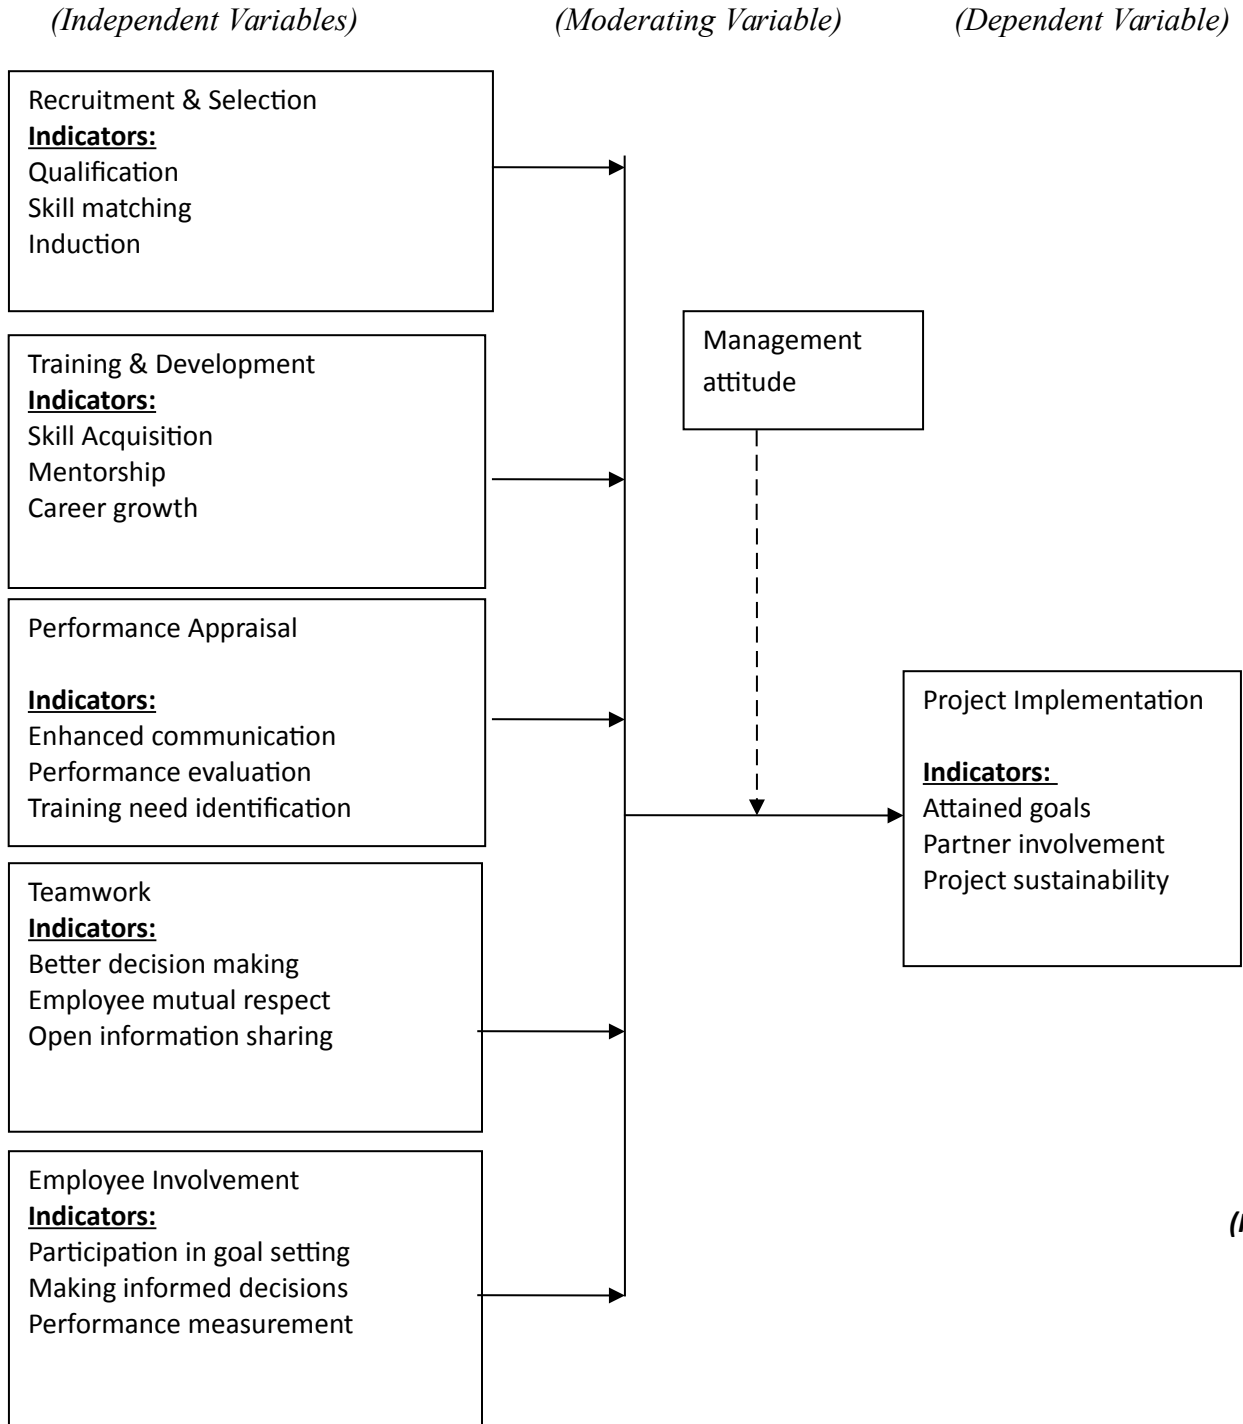 (Independent Variables)
(Moderating Variable)
(Dependent Variable)
Recruitment & Selection
Indicators:
Qualification
Skill matching
Induction
Training & Development
Indicators:
Skill Acquisition
Mentorship
Career growth
Performance Appraisal
Indicators:
Enhanced communication
Performance evaluation
Training need identification
Teamwork
Indicators:
Better decision making
Employee mutual respect
Open information sharing
Employee Involvement
Indicators:
Participation in goal setting
Making informed decisions
Performance measurement
Management
attitude
Project Implementation
Indicators:
Attained goals
Partner involvement
Project sustainability